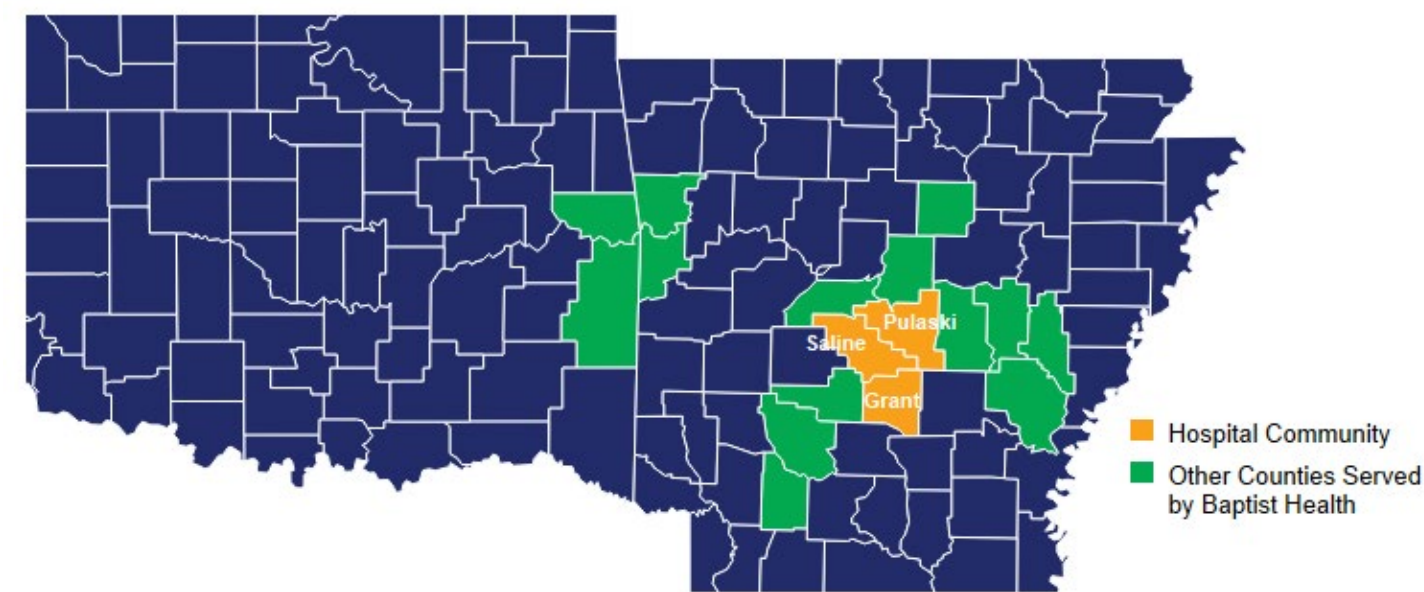 Pulaski
Saline
Grant
Hospital Community
Other Counties Served
by Baptist Health